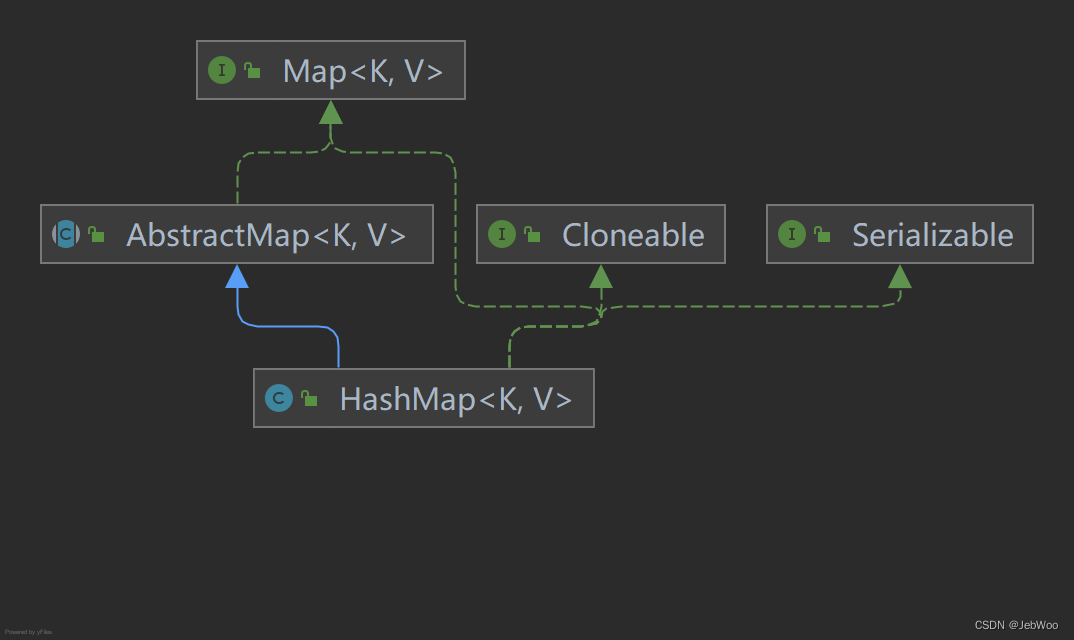 I Map<K, V>
C AbstractMap<K, V>
I Cloneable
I Serializable
C HashMap<K, V>
CSDN @JebWoo
Powered by yFiles